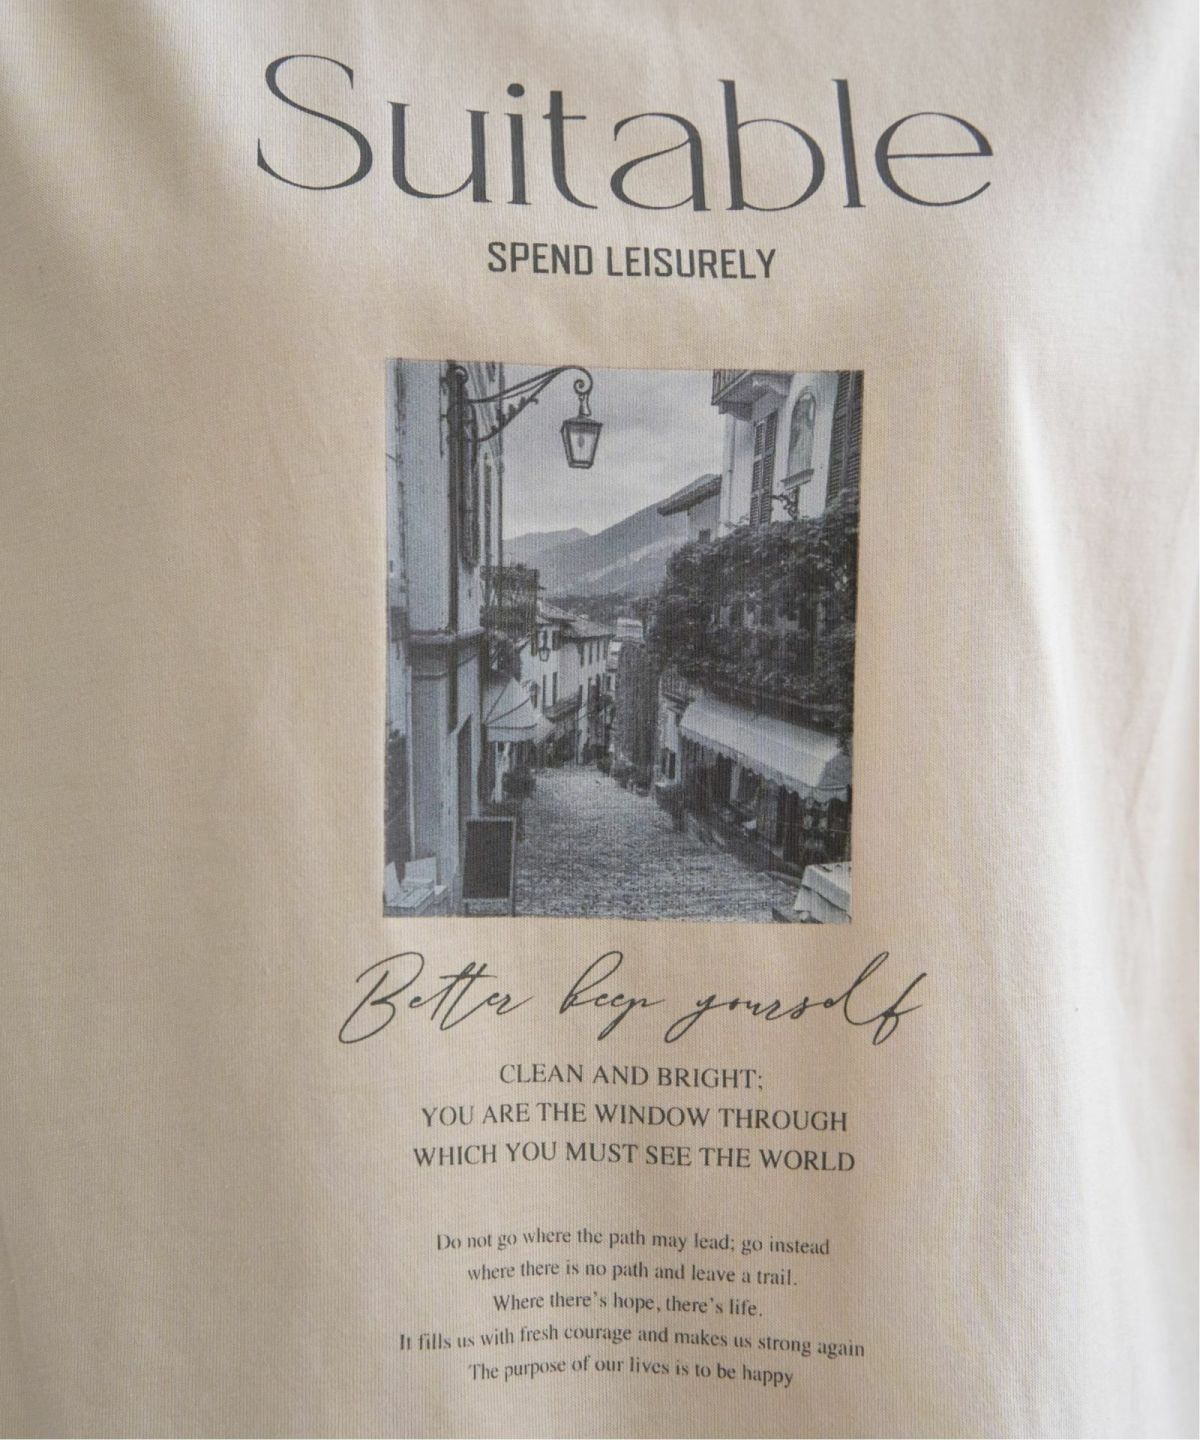 Suitable
SPEND LEISURELY
Better keep yourself
CLEAN AND BRIGHT;
YOU ARE THE WINDOW THROUGH
WHICH YOU MUST SEE THE WORLD
Do not go where the path may lead; go instead
where there is no path and leave a trail.
Where there's hope, there's life.
It fills us with fresh courage and makes us strong again
The purpose of our lives is to be happy